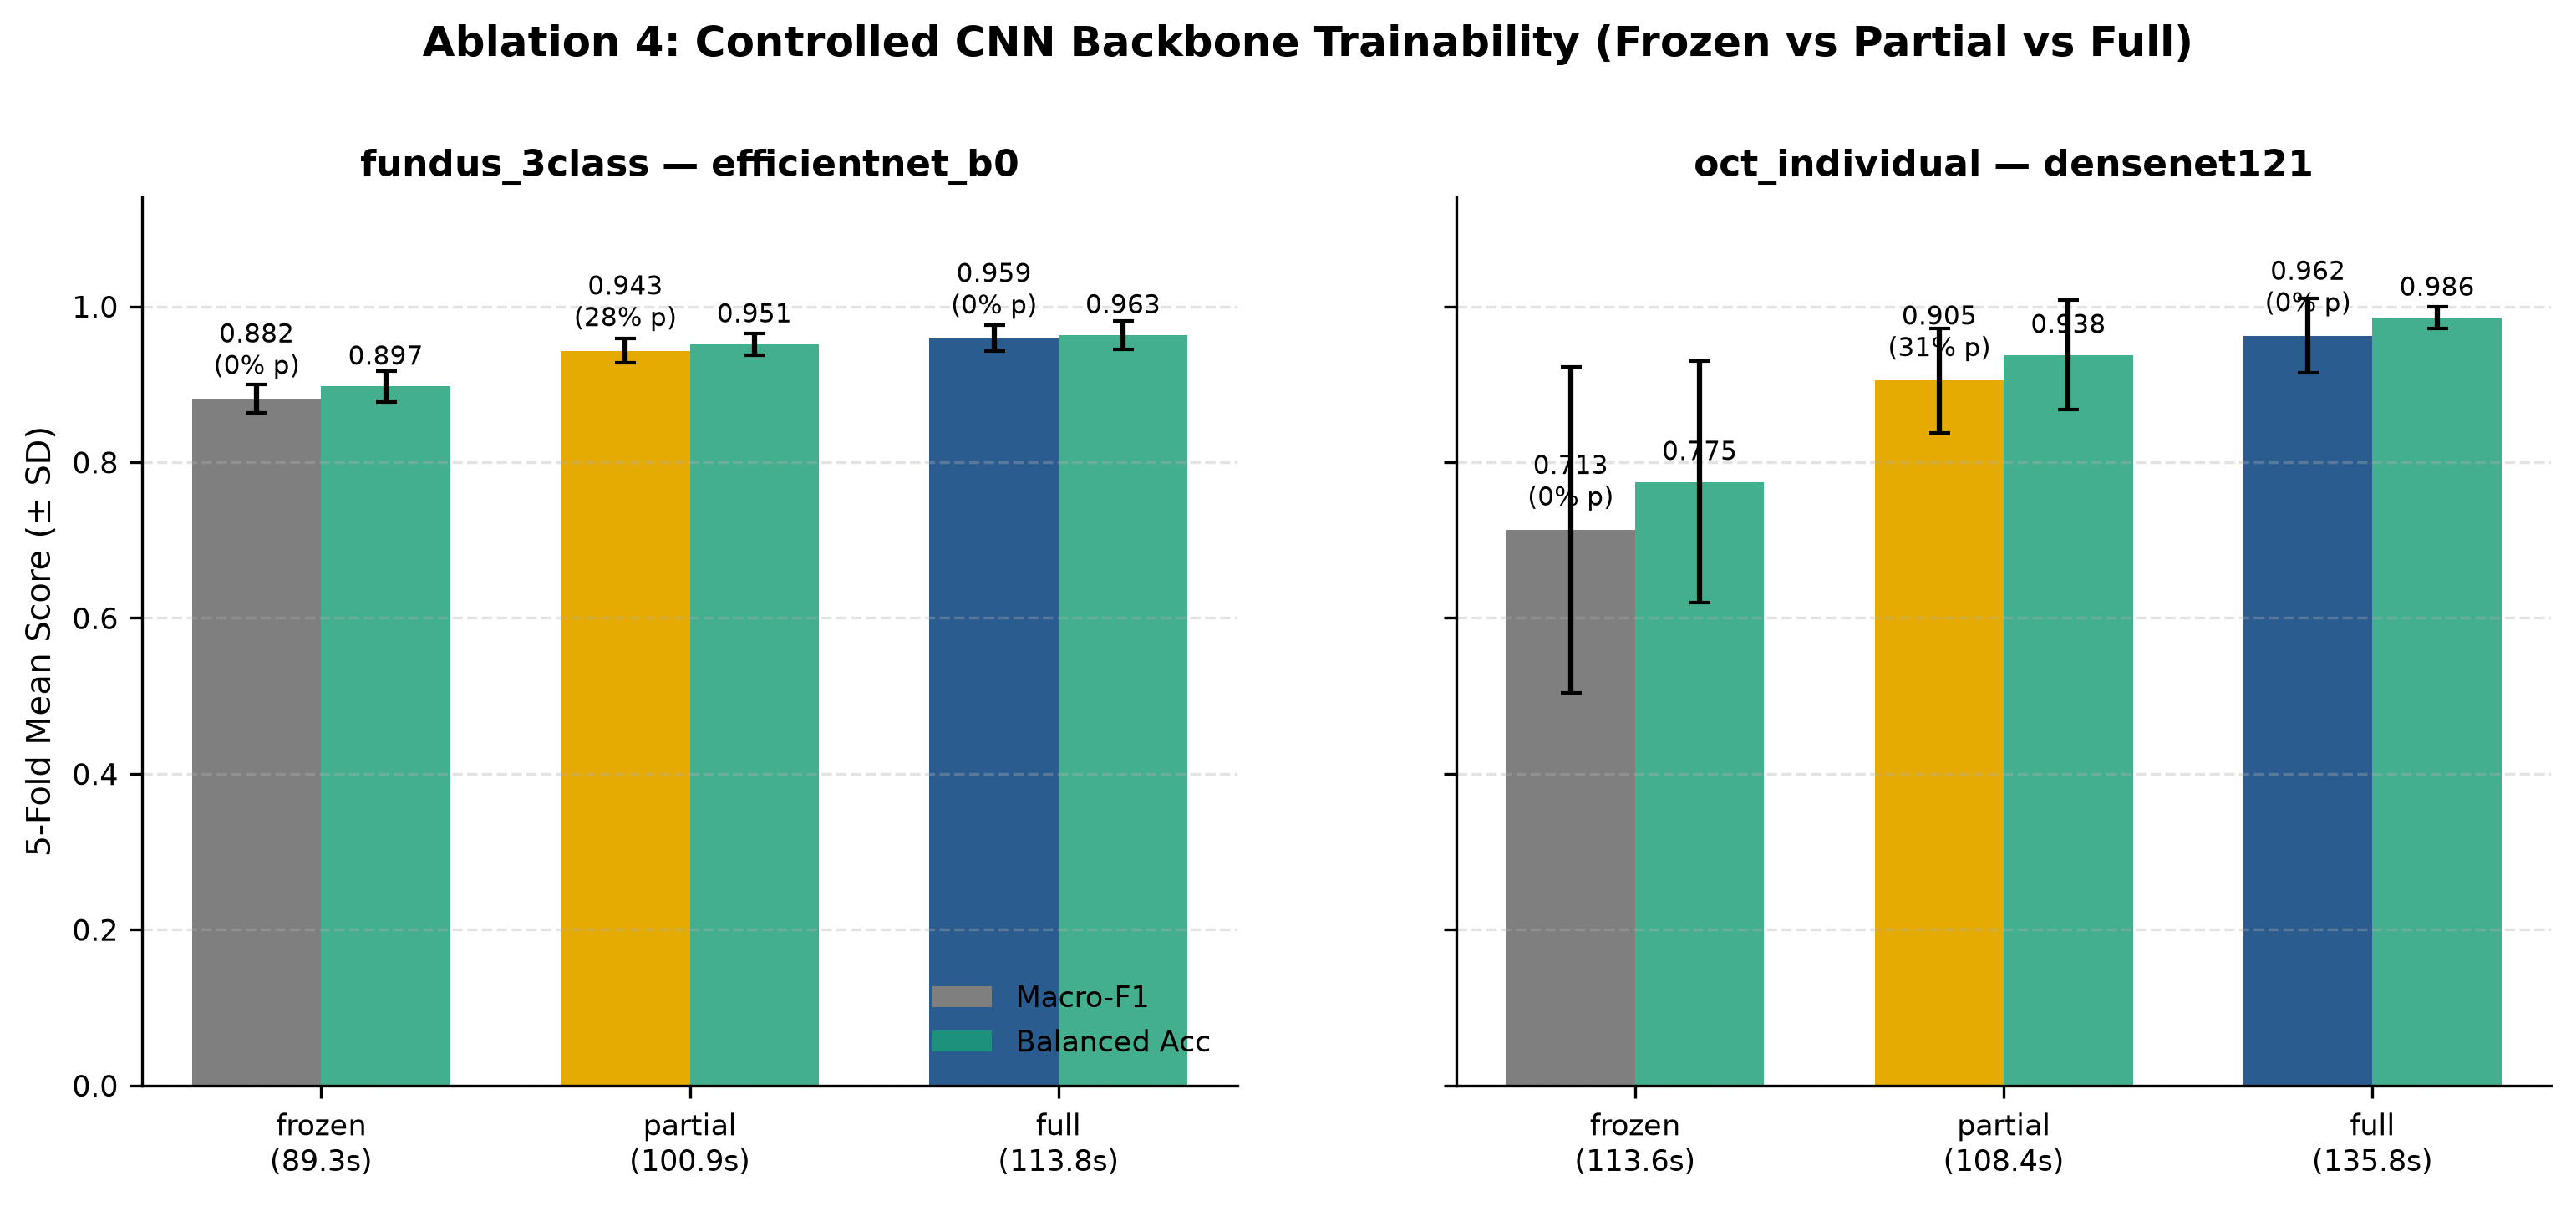 Ablation 4: Controlled CNN Backbone Trainability (Frozen vs Partial vs Full)
fundus_3class — efficientnet_b0
5-Fold Mean Score (± SD)
1.0
0.8
0.6
0.4
0.2
0.0
0.882
(0% p)
0.897
0.943
(28% p)
0.951
0.959
(0% p)
0.963
Macro-F1
Balanced Acc
frozen
(89.3s)
partial
(100.9s)
full
(113.8s)
oct_individual — densenet121
0.713
(0% p)
0.775
0.905
(31% p)
0.938
0.962
(0% p)
0.986
frozen
(113.6s)
partial
(108.4s)
full
(135.8s)